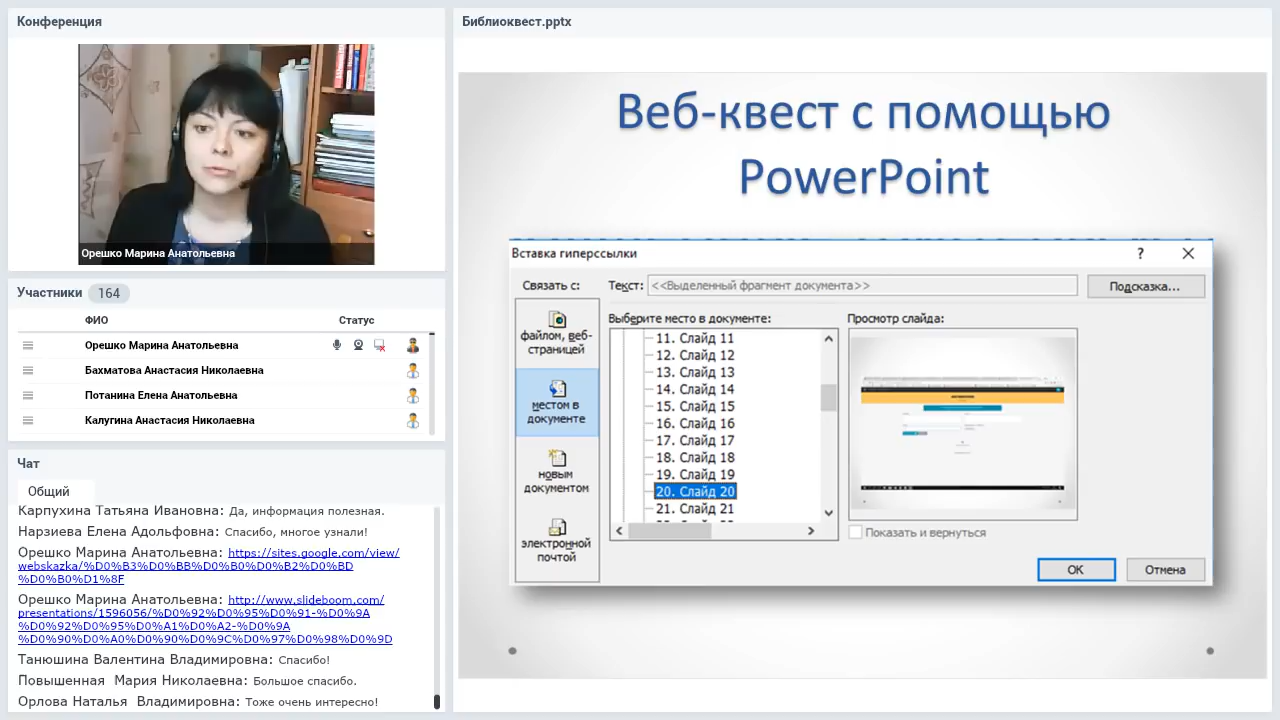 Конференция
Орешко Марина Анатольевна
Участники 164
ФИО Статус
Орешко Марина Анатольевна
Бахматова Анастасия Николаевна
Потанина Елена Анатольевна
Калугина Анастасия Николаевна
Чат
Общий
Карпухина Татьяна Ивановна: Да, информация полезная.
Нарзиева Елена Адольфовна: Спасибо, многое узнали!
Орешко Марина Анатольевна: https://sites.google.com/view/
webskazka/%D0%B3%D0%BB%D0%B0%D0%B2%D0%BD
%D0%B0%D1%8F
Орешко Марина Анатольевна: http://www.slideboom.com/
presentations/1596056/%D0%92%D0%95%D0%91-%D0%9A
%D0%92%D0%95%D0%A1%D0%A2-%D0%9A
%D0%90%D0%A0%D0%90%D0%9C%D0%97%D0%98%D0%9D
Танюшина Валентина Владимировна: Спасибо!
Повышенная Мария Николаевна: Большое спасибо.
Орлова Наталья Владимировна: Тоже очень интересно!
Библиоквест.pptx
Веб-квест с помощью
PowerPoint
Вставка гиперссылки
Связать с: Текст: <<Выделенный фрагмент документа>> Подсказка...
файлом, веб-
страницей
местом в
документе
новым
документом
электронной
почтой
Выберите место в документе:
11. Слайд 11
12. Слайд 12
13. Слайд 13
14. Слайд 14
15. Слайд 15
16. Слайд 16
17. Слайд 17
18. Слайд 18
19. Слайд 19
20. Слайд 20
21. Слайд 21
Просмотр слайда:
Показать и вернуться
ОК Отмена